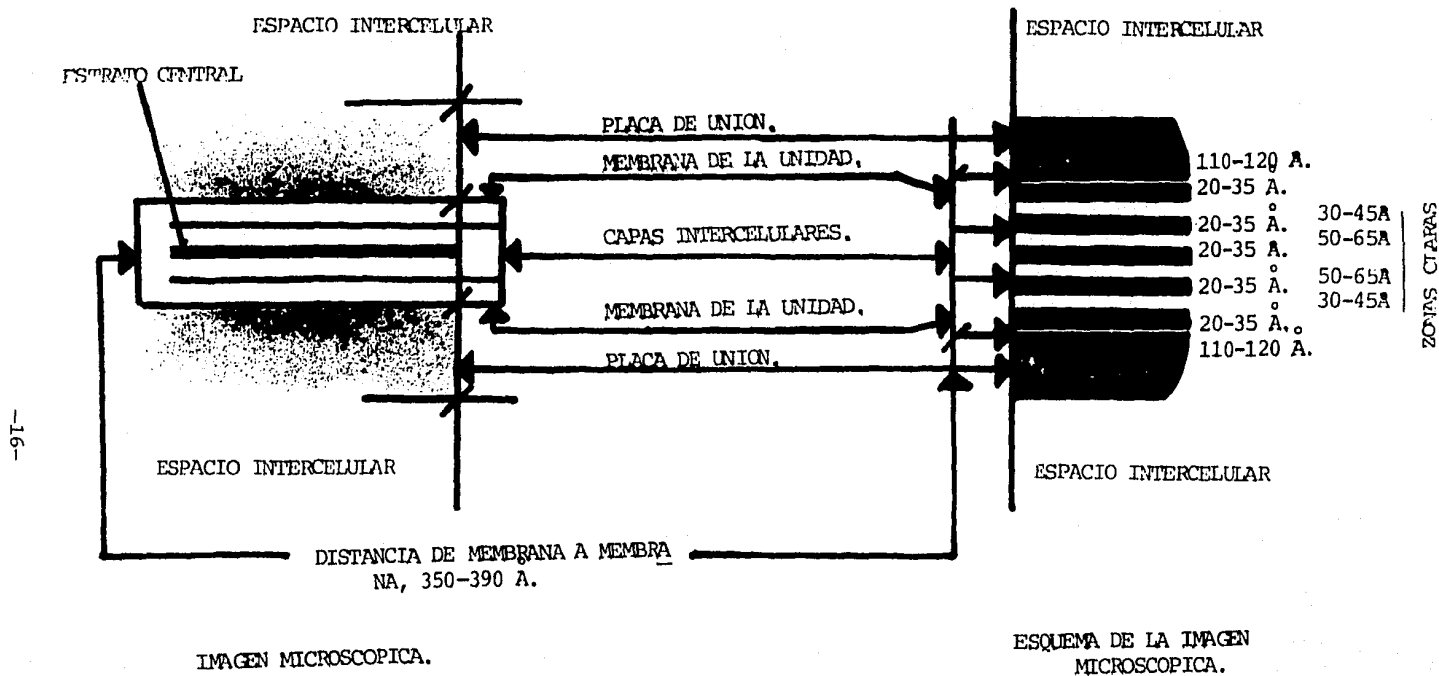 ESPACIO INTERCELULAR
ESTRATO CENTRAL
ESPACIO INTERCELULAR
PLACA DE UNION.
MEMBRANA DE LA UNIDAD.
CAPAS INTERCELULARES.
MEMBRANA DE LA UNIDAD.
PLACA DE UNION.
110-120 Å.
20-35 Å.
20-35 Å.
20-35 Å.
20-35 Å.
20-35 Å.
110-120 Å.
30-45A
50-65A
50-65A
30-45A
ZONAS CLARAS
-16-
ESPACIO INTERCELULAR
ESPACIO INTERCELULAR
DISTANCIA DE MEMBRANA A MEMBRA
NA, 350-390 Å.
IMAGEN MICROSCOPICA.
ESQUEMA DE LA IMAGEN
MICROSCOPICA.